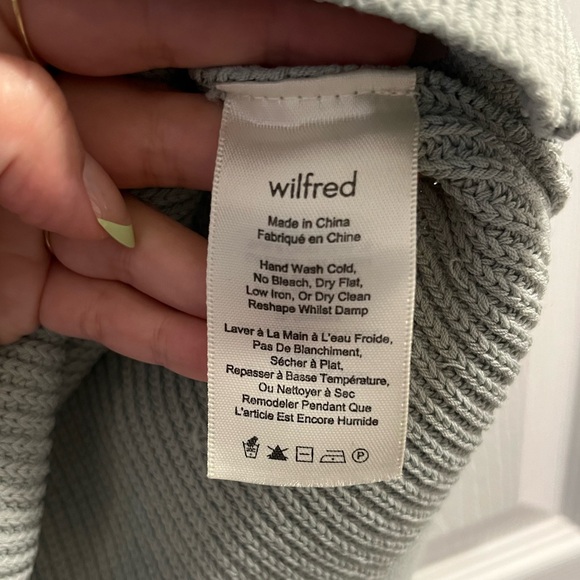 wilfred
Made in China
Fabriqué en Chine
Hand Wash Cold,
No Bleach, Dry Flat,
Low Iron, Or Dry Clean
Reshape Whilst Damp
Laver à La Main à L'eau Froide,
Pas De Blanchiment,
Sécher à Plat,
Repasser à Basse Température,
Ou Nettoyer à Sec
Remodeler Pendant Que
L'article Est Encore Humide
P